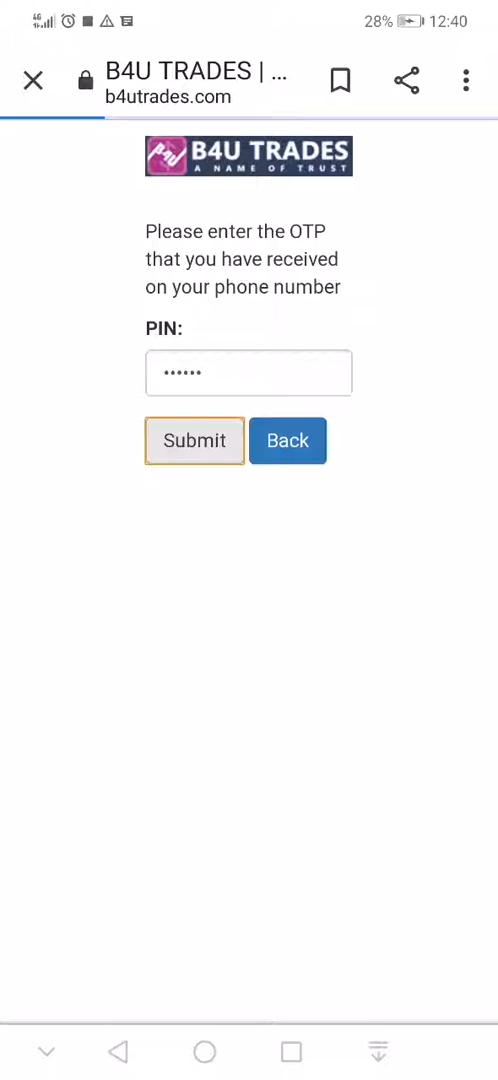 4G
28% 12:40
B4U TRADES | ...
b4utrades.com
B4U TRADES
A NAME OF TRUST
Please enter the OTP
that you have received
on your phone number
PIN:
••••••
Submit Back